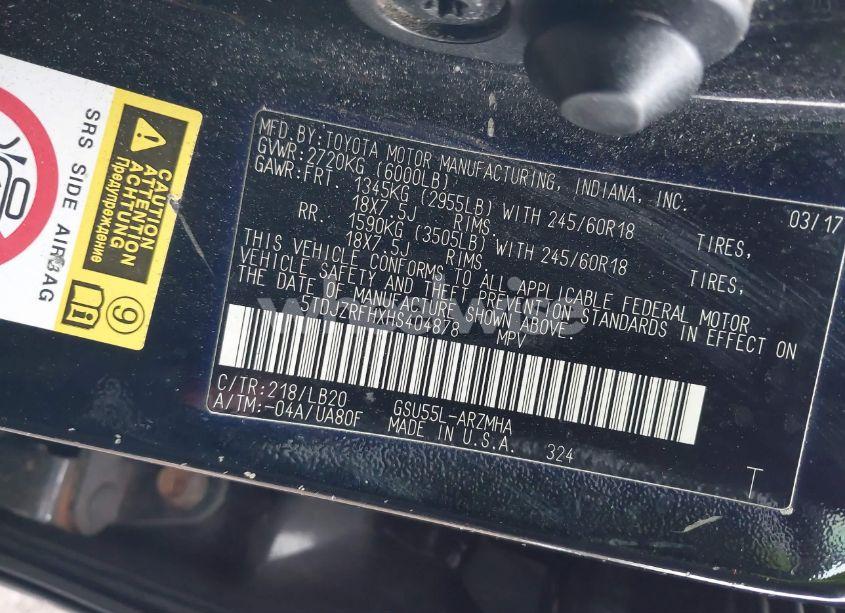 SRS SIDE AIRBAG
CAUTION
ATTENTION
ACHTUNG
Предупреждение
9
MFD.BY:TOYOTA MOTOR MANUFACTURING, INDIANA, INC. 03/17
GVWR:2720KG (6000LB)
GAWR:FRT. 1345KG (2955LB) WITH 245/60R18 TIRES,
18X7.5J RIMS.
RR. 1590KG (3505LB) WITH 245/60R18 TIRES,
18X7.5J RIMS.
THIS VEHICLE CONFORMS TO ALL APPLICABLE FEDERAL MOTOR
VEHICLE SAFETY AND THEFT PREVENTION STANDARDS IN EFFECT ON
THE DATE OF MANUFACTURE SHOWN ABOVE.
5TDJZRFHXHS404878 MPV
C/TR:218/LB20 GSU55L-ARZMHA
A/TM:-04A/UA80F MADE IN U.S.A. 324
T